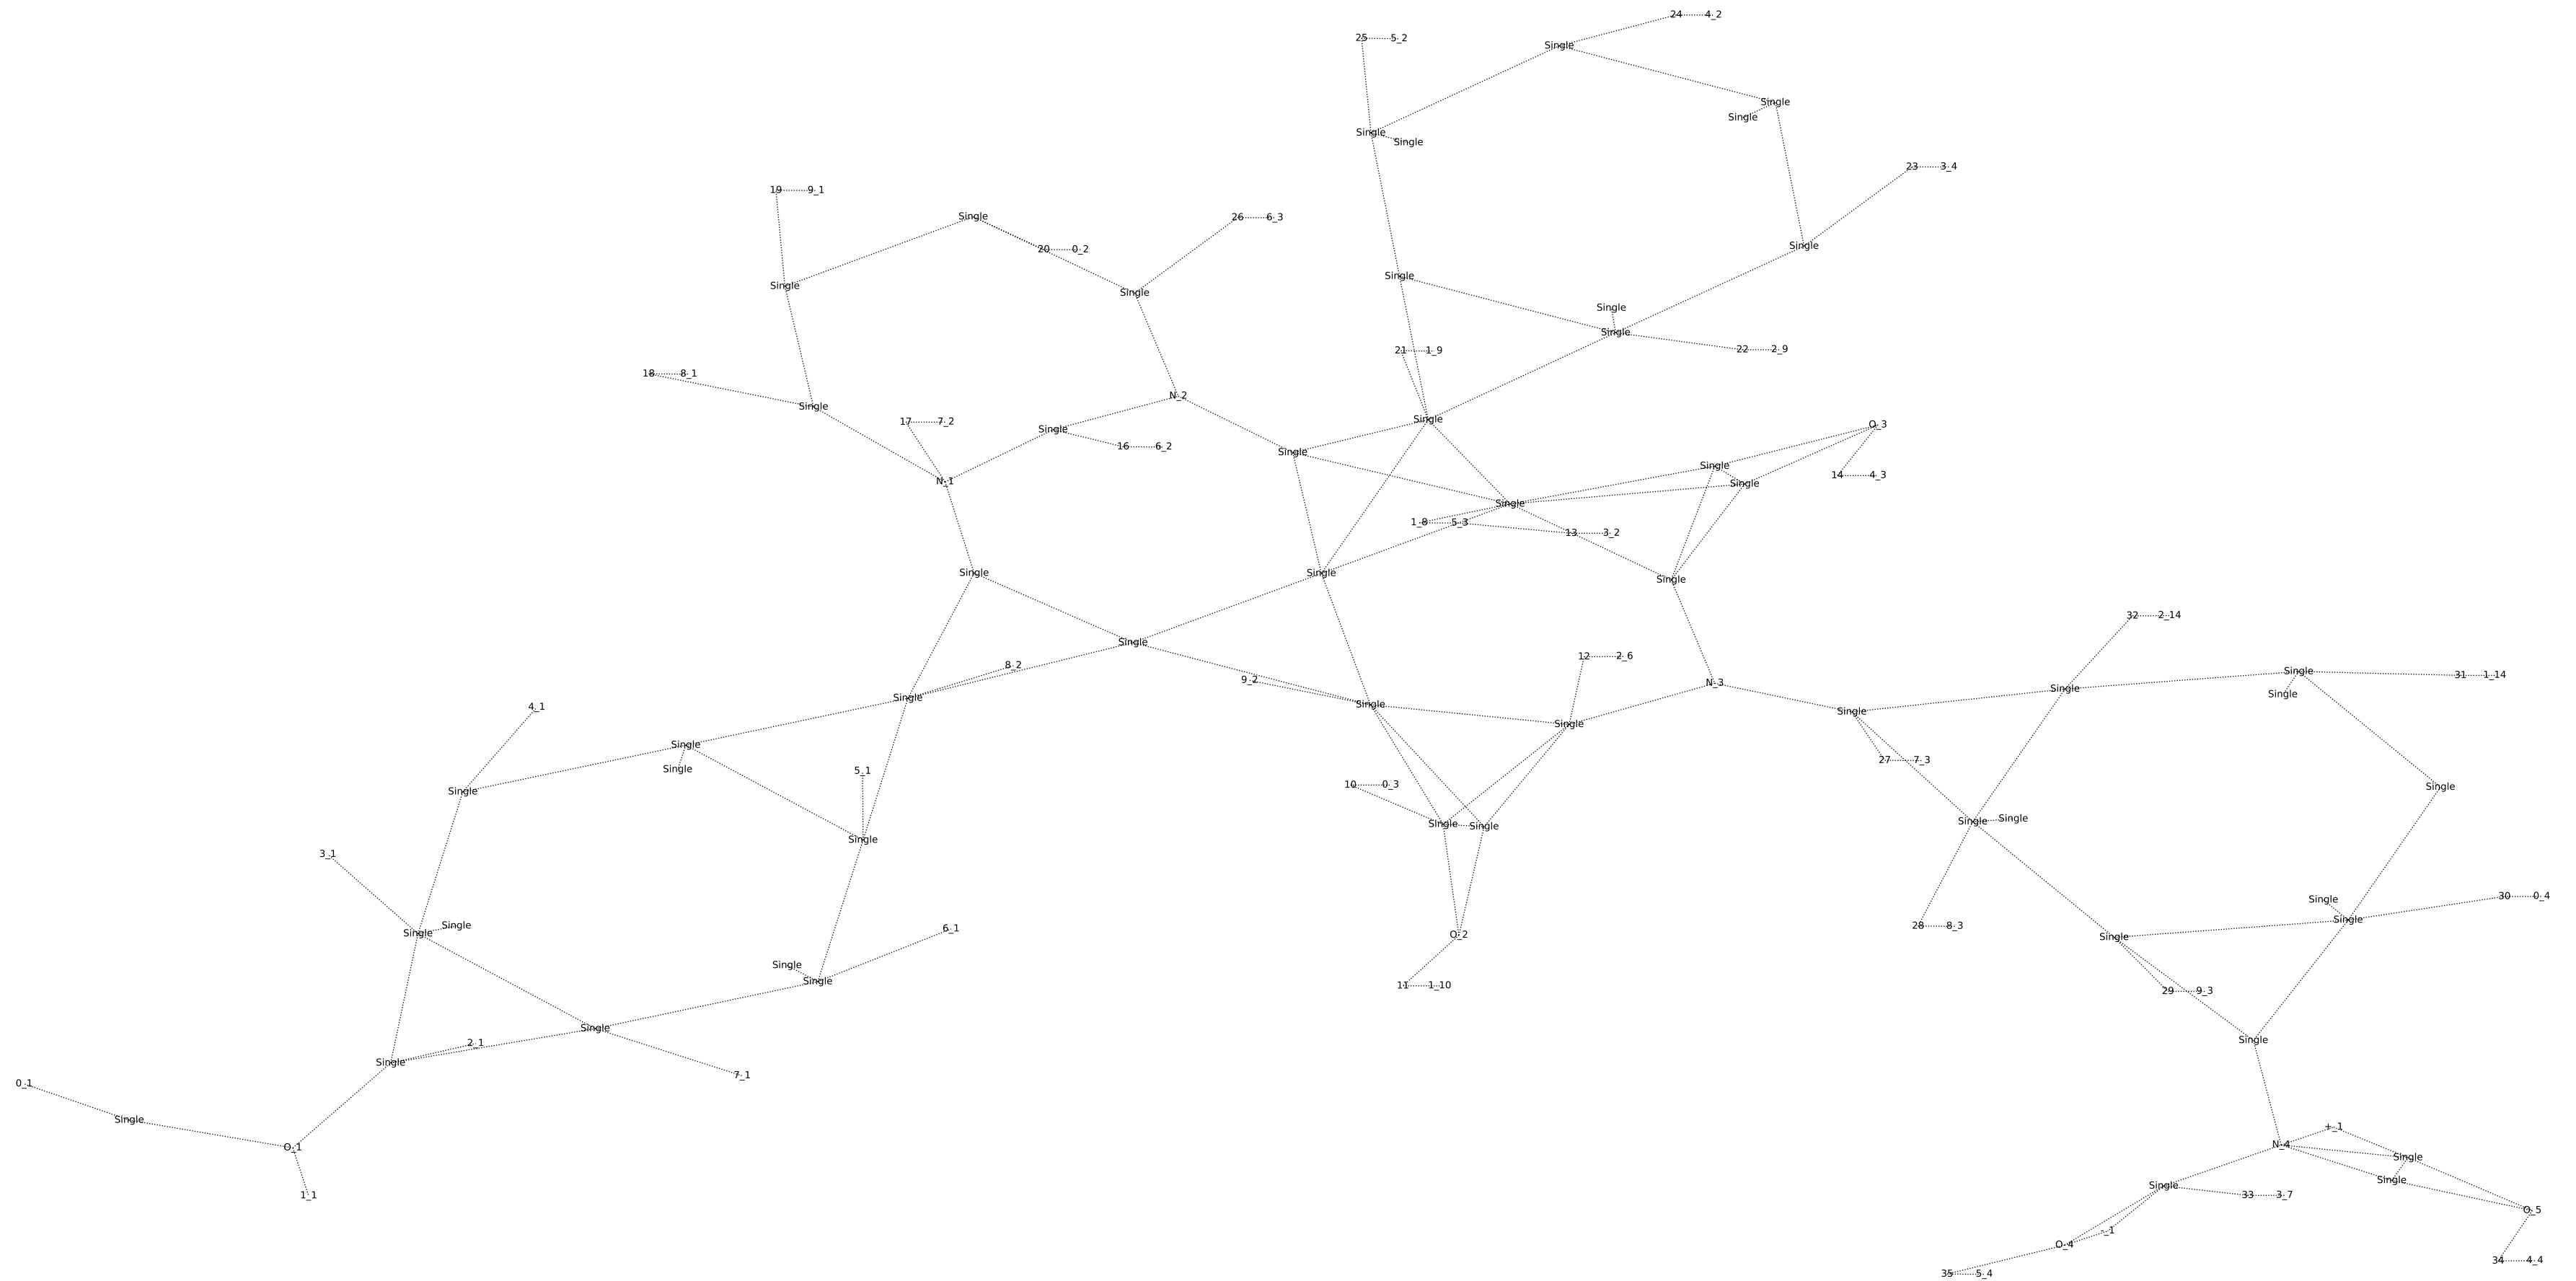 24 4_2
25 5_2
Single
Single
Single
Single
Single
23 3_4
19 9_1
Single
26 6_3
Single
20 0_2
Single
Single
Single
Single
Single
22 2_9
21 1_9
18 8_1
N_2
Single
Single
17 7_2
O_3
Single
16 6_2
Single
Single
14 4_3
N_1
Single
Single
1_8 5_3
13 3_2
Single
Single
Single
32 2_14
Single
12 2_6
8_2
Single
31 1_14
9_2
N_3
Single
Single
Single
Single
4_1
Single
Single
Single
27 7_3
Single
5_1
10 0_3
Single
Single
Single
Single
Single
Single
Single
3_1
30 0_4
Single
Single
Single
28 8_3
6_1
Single
O_2
Single
Single
Single
11 1_10
29 9_3
Single
Single
2_1
Single
7_1
0_1
Single
+_1
N_4
O_1
Single
Single
Single
1_1
33 3_7
O_5
-_1
O_4
34 4_4
35 5_4